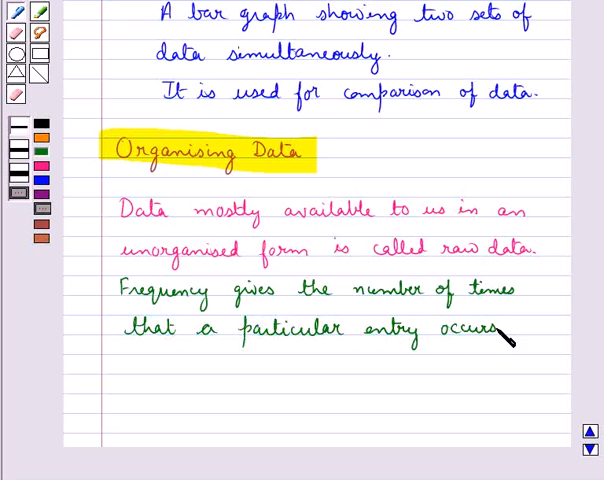 A bar graph showing two sets of
data simultaneously.
It is used for comparison of data.
Organising Data
Data mostly available to us in an
unorganised form is called raw data.
Frequency gives the number of times
that a particular entry occurs